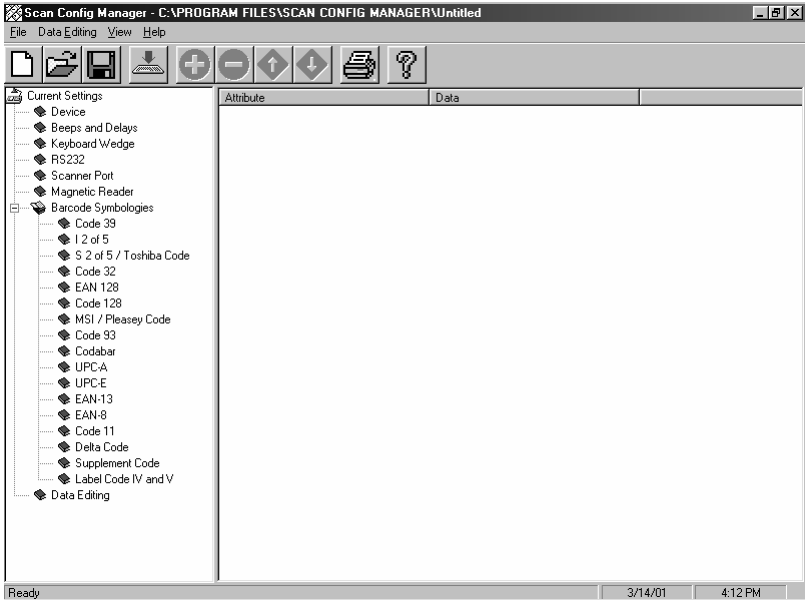 Scan Config Manager - C:\PROGRAM FILES\SCAN CONFIG MANAGER\Untitled
File Data Editing View Help
Current Settings
Attribute Data
Device
Beeps and Delays
Keyboard Wedge
RS232
Scanner Port
Magnetic Reader
Barcode Symbologies
Code 39
I 2 of 5
S 2 of 5 / Toshiba Code
Code 32
EAN 128
Code 128
MSI / Pleasey Code
Code 93
Codabar
UPC-A
UPC-E
EAN-13
EAN-8
Code 11
Delta Code
Supplement Code
Label Code IV and V
Data Editing
Ready 3/14/01 4:12 PM